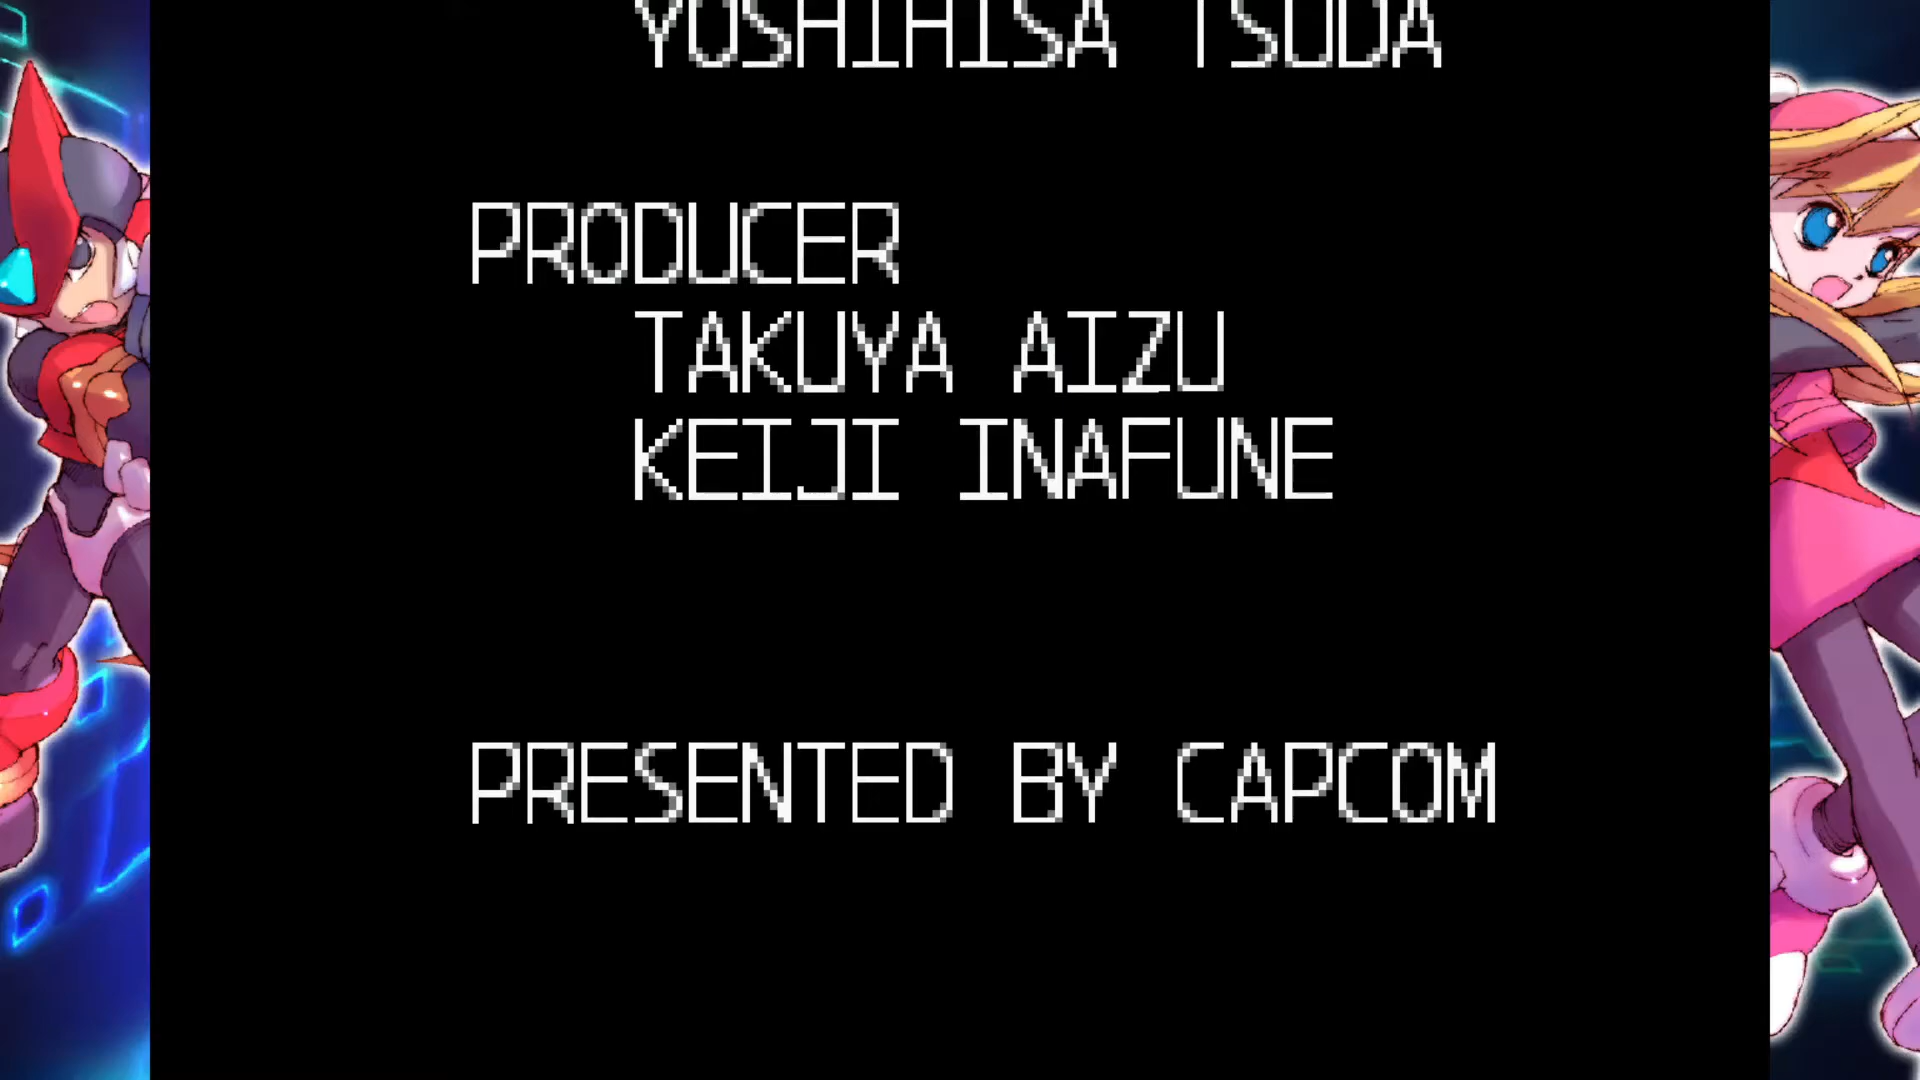 YOSHIHISA TSUDA
PRODUCER
TAKUYA AIZU
KEIJI INAFUNE
PRESENTED BY CAPCOM